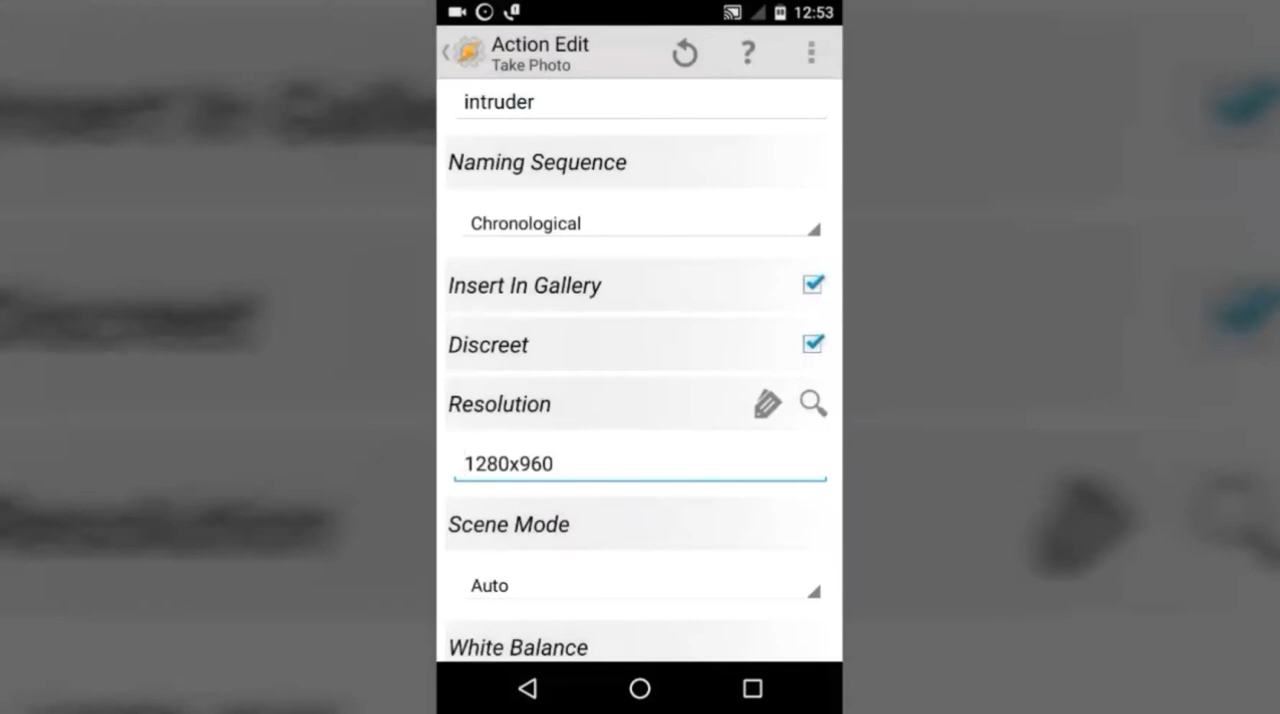 12:53
Action Edit
Take Photo
intruder
Naming Sequence
Chronological
Insert In Gallery
Discreet
Resolution
1280x960
Scene Mode
Auto
White Balance